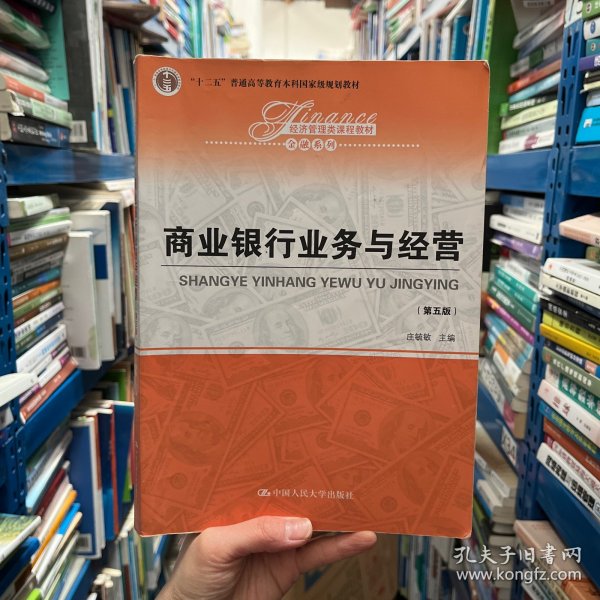 "十二五"普通高等教育本科国家级规划教材
十二五
Finance
经济管理类课程教材
金融系列
商业银行业务与经营
SHANGYE YINHANG YEWU YU JINGYING
（第五版）
庄毓敏 主编
中国人民大学出版社
孔夫子旧书网
www.kongfz.com